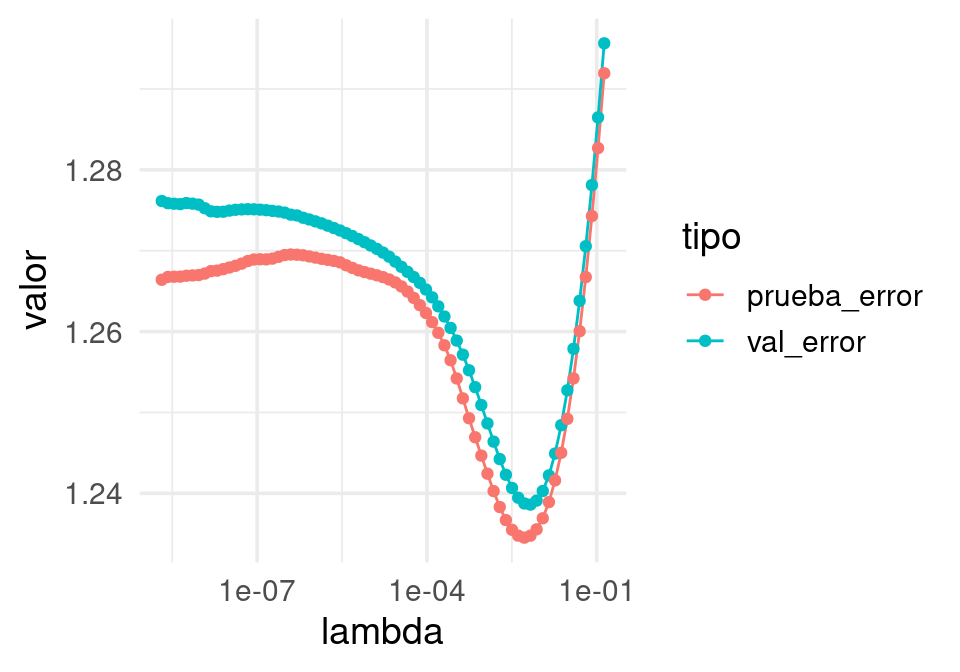 valor
1.28
1.26
1.24
1e-07
1e-04
1e-01
lambda
tipo
prueba_error
val_error